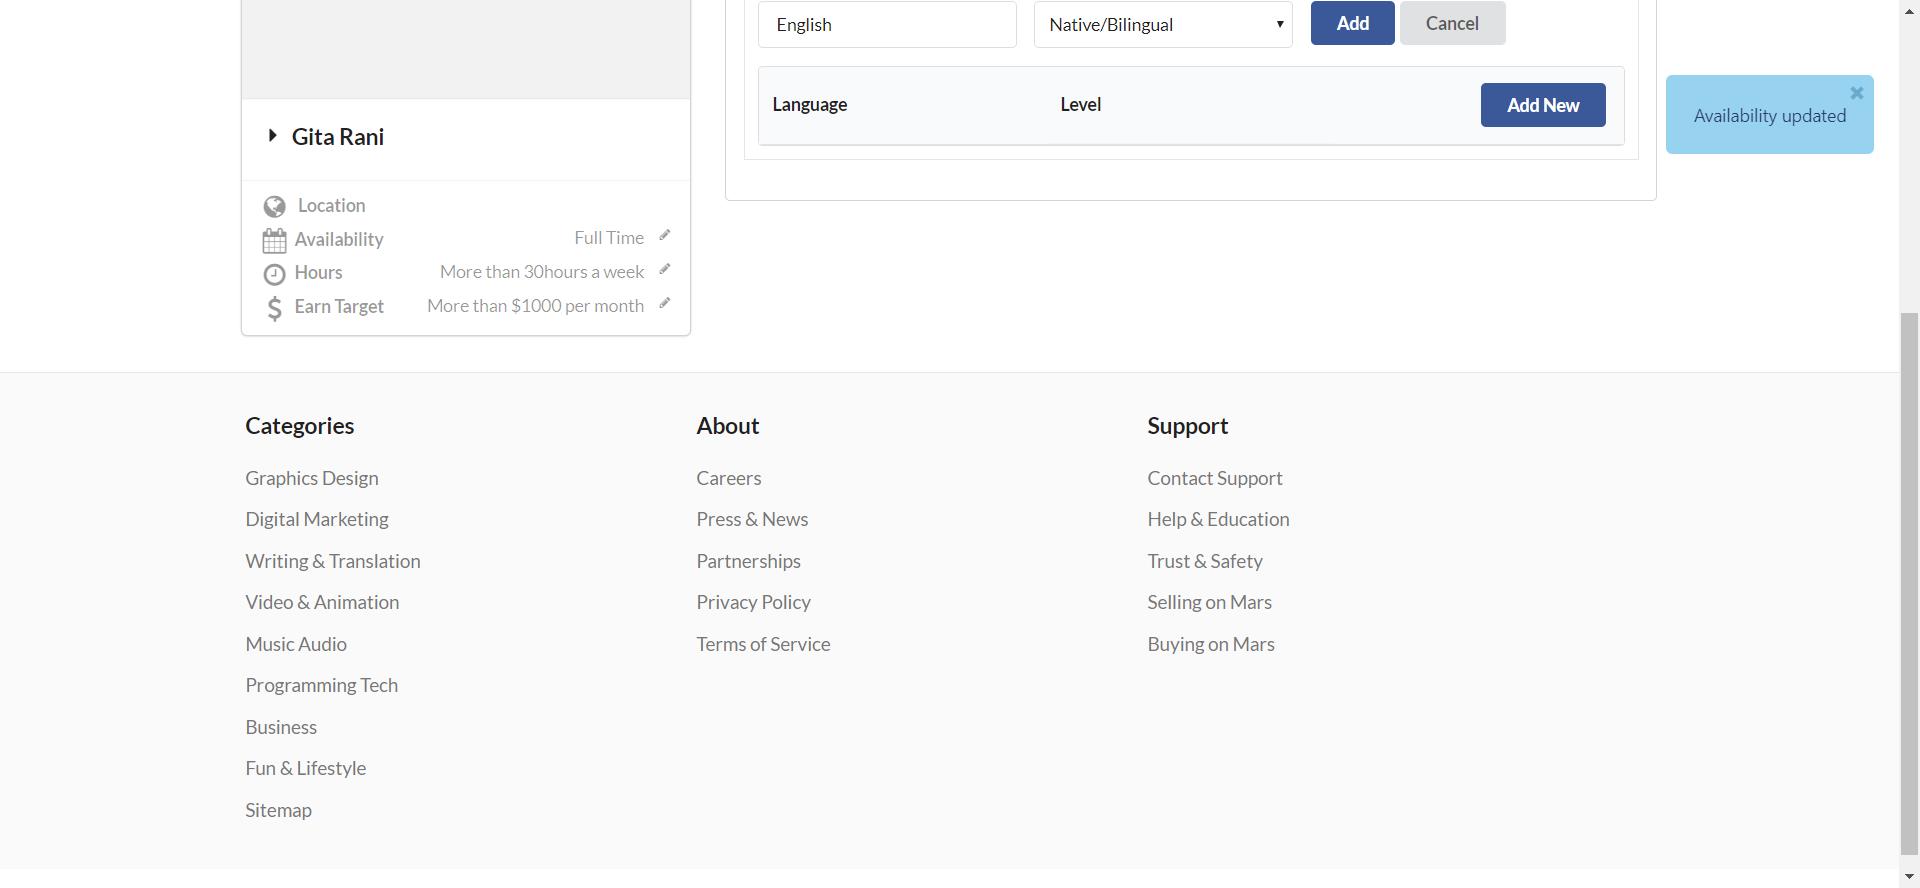 English
Native/Bilingual
Add
Cancel
Language
Level
Add New
Availability updated
Gita Rani
Location
Availability
Full Time
Hours
More than 30hours a week
Earn Target
More than $1000 per month
Categories
Graphics Design
Digital Marketing
Writing & Translation
Video & Animation
Music Audio
Programming Tech
Business
Fun & Lifestyle
Sitemap
About
Careers
Press & News
Partnerships
Privacy Policy
Terms of Service
Support
Contact Support
Help & Education
Trust & Safety
Selling on Mars
Buying on Mars